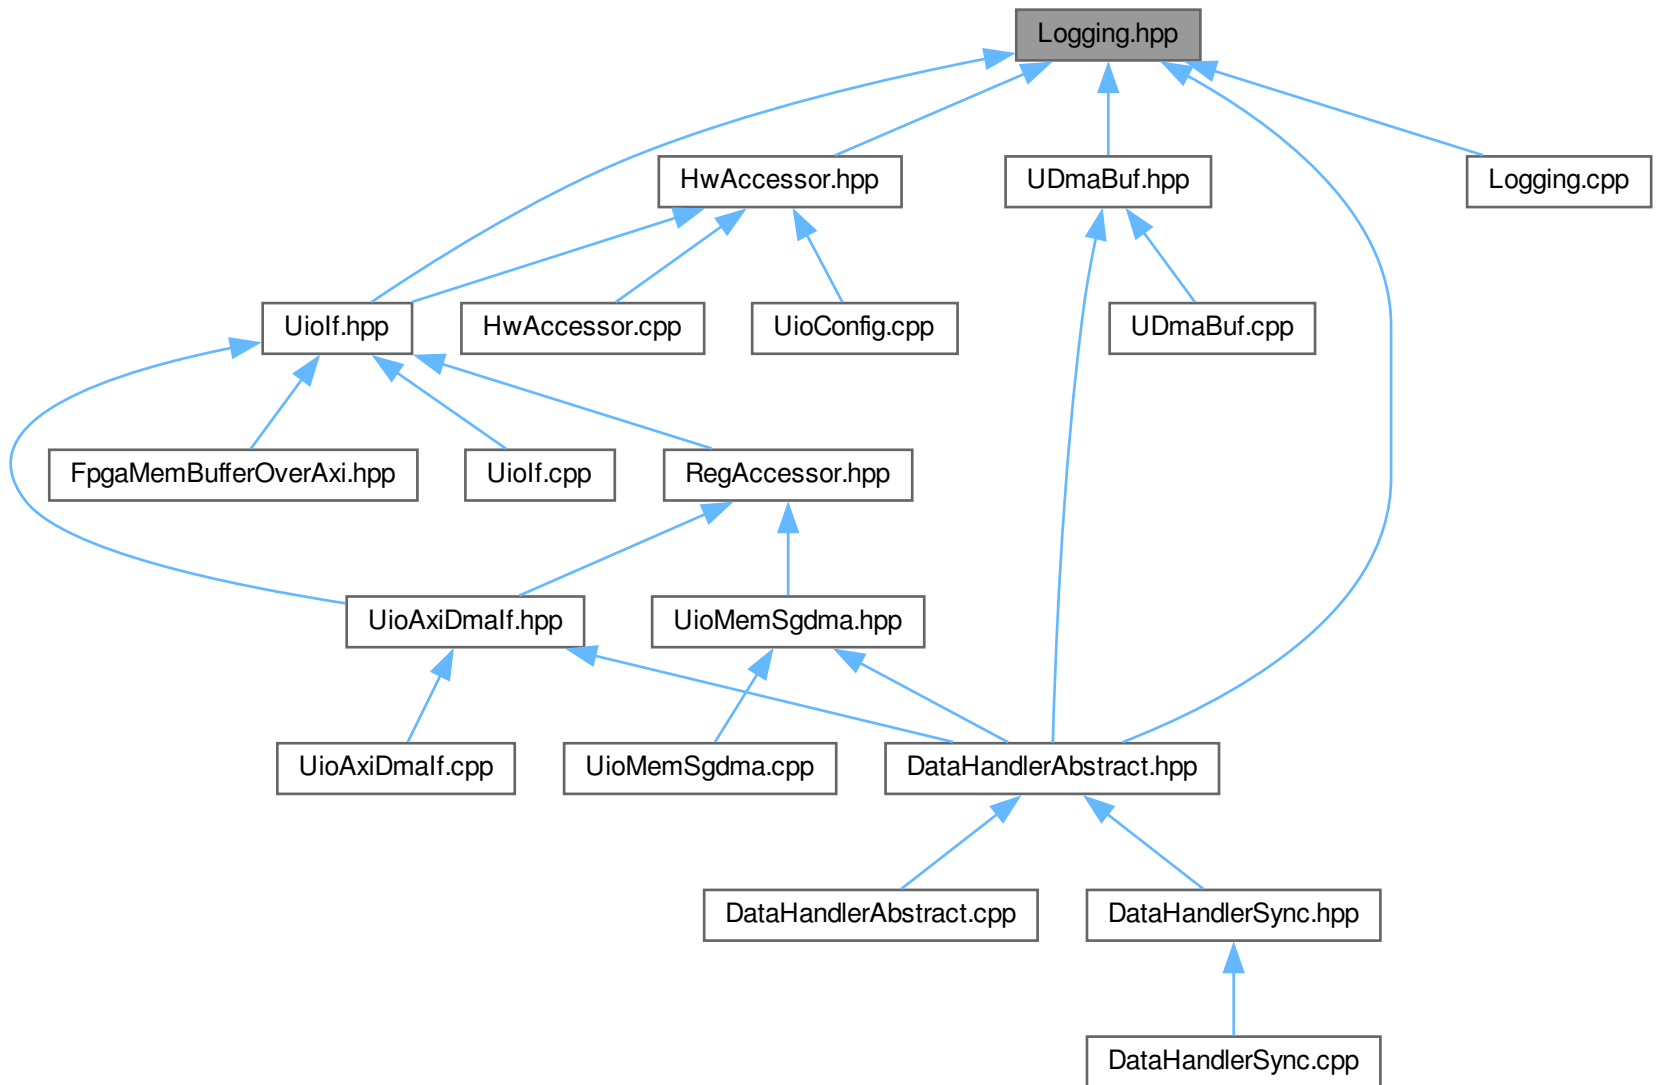 Logging.hpp
HwAccessor.hpp
UDmaBuf.hpp
Logging.cpp
UioIf.hpp
HwAccessor.cpp
UioConfig.cpp
UDmaBuf.cpp
FpgaMemBufferOverAxi.hpp
UioIf.cpp
RegAccessor.hpp
UioAxiDmaIf.hpp
UioMemSgdma.hpp
UioAxiDmaIf.cpp
UioMemSgdma.cpp
DataHandlerAbstract.hpp
DataHandlerAbstract.cpp
DataHandlerSync.hpp
DataHandlerSync.cpp